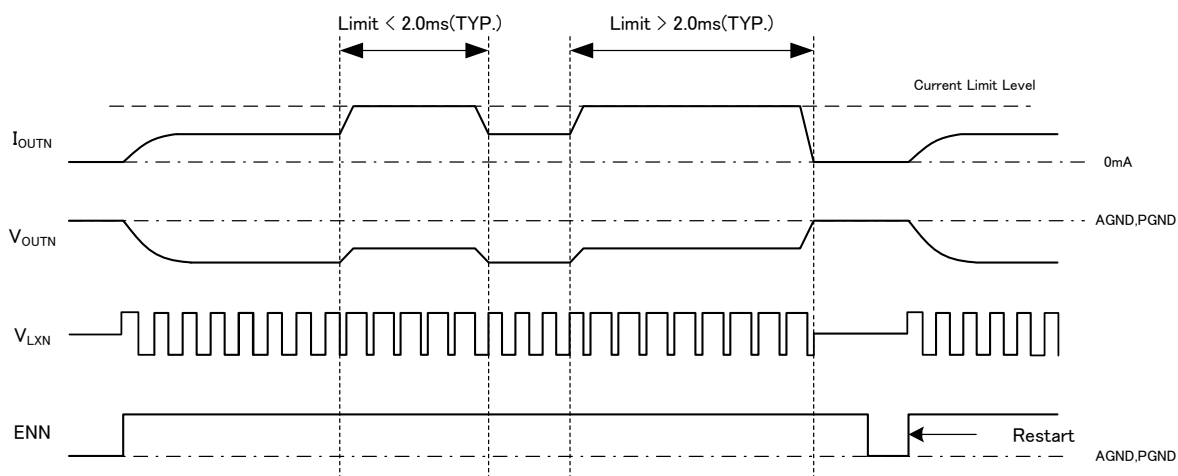 Limit < 2.0ms(TYP.) Limit > 2.0ms(TYP.)
Current Limit Level
IOUTN
0mA
AGND,PGND
VOUTN
VLXN
ENN
Restart
AGND,PGND